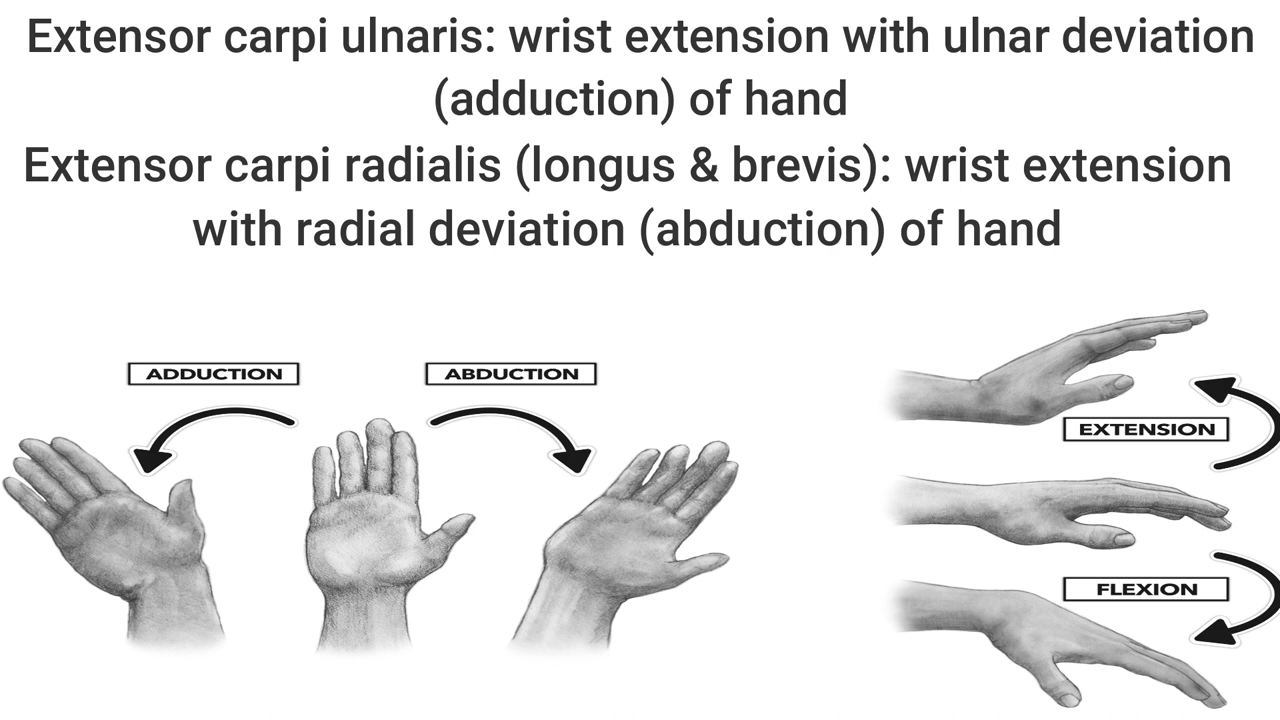 Extensor carpi ulnaris: wrist extension with ulnar deviation
(adduction) of hand
Extensor carpi radialis (longus & brevis): wrist extension
with radial deviation (abduction) of hand
ADDUCTION
ABDUCTION
EXTENSION
FLEXION